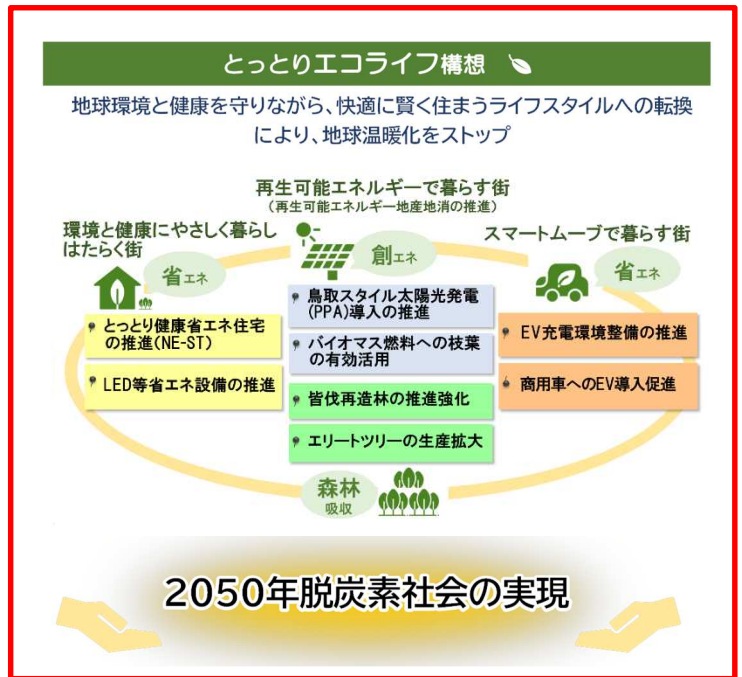 とっとりエコライフ構想
地球環境と健康を守りながら、快適に賢く住まうライフスタイルへの転換
により、地球温暖化をストップ
再生可能エネルギーで暮らす街
(再生可能エネルギー地産地消の推進)
環境と健康にやさしく暮らし
はたらく街
スマートムーブで暮らす街
省エネ
創エネ
省エネ
とっとり健康省エネ住宅
の推進(NE-ST)
LED等省エネ設備の推進
鳥取スタイル太陽光発電
(PPA)導入の推進
バイオマス燃料への枝葉
の有効活用
皆伐再造林の推進強化
エリートツリーの生産拡大
EV充電環境整備の推進
商用車へのEV導入促進
森林
吸収
2050年脱炭素社会の実現